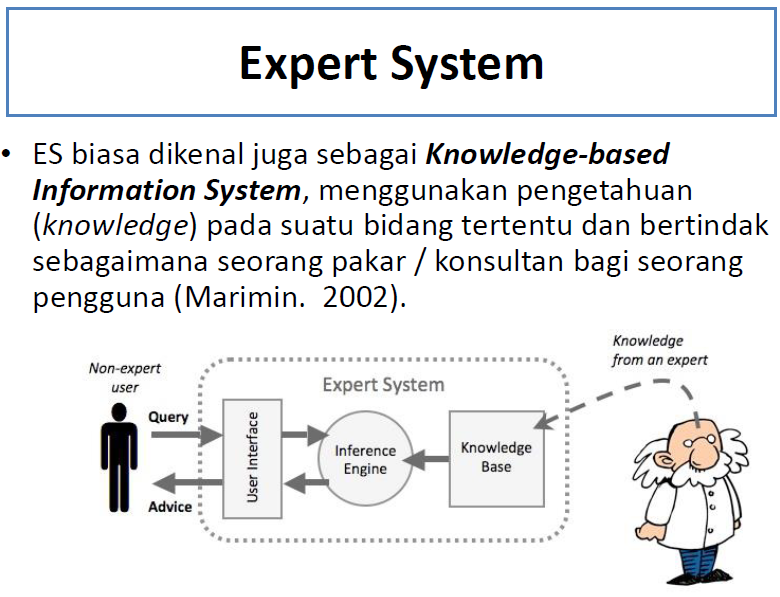 Expert System
• ES biasa dikenal juga sebagai Knowledge-based
Information System, menggunakan pengetahuan
(knowledge) pada suatu bidang tertentu dan bertindak
sebagaimana seorang pakar / konsultan bagi seorang
pengguna (Marimin. 2002).
Knowledge
from an expert
Non-expert
user
Expert System
Query
User Interface
Inference
Engine
Knowledge
Base
Advice